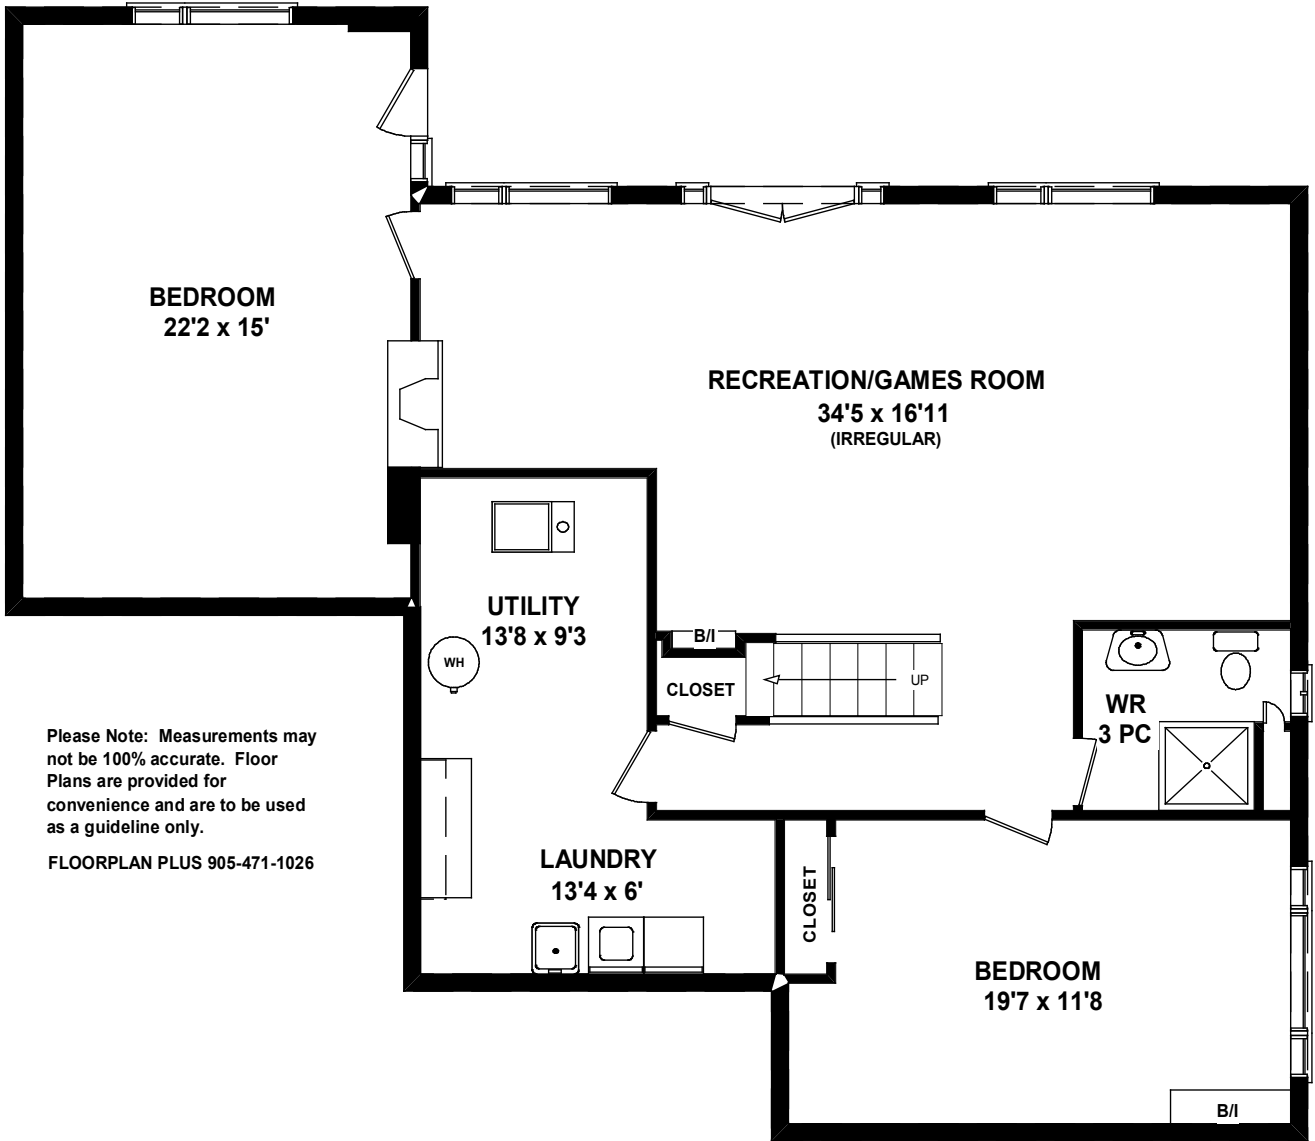 BEDROOM
22'2 x 15'
RECREATION/GAMES ROOM
34'5 x 16'11
(IRREGULAR)
UTILITY
13'8 x 9'3
WH
B/I
CLOSET
UP
WR
3 PC
Please Note: Measurements may
not be 100% accurate. Floor
Plans are provided for
convenience and are to be used
as a guideline only.
FLOORPLAN PLUS 905-471-1026
LAUNDRY
13'4 x 6'
CLOSET
BEDROOM
19'7 x 11'8
B/I